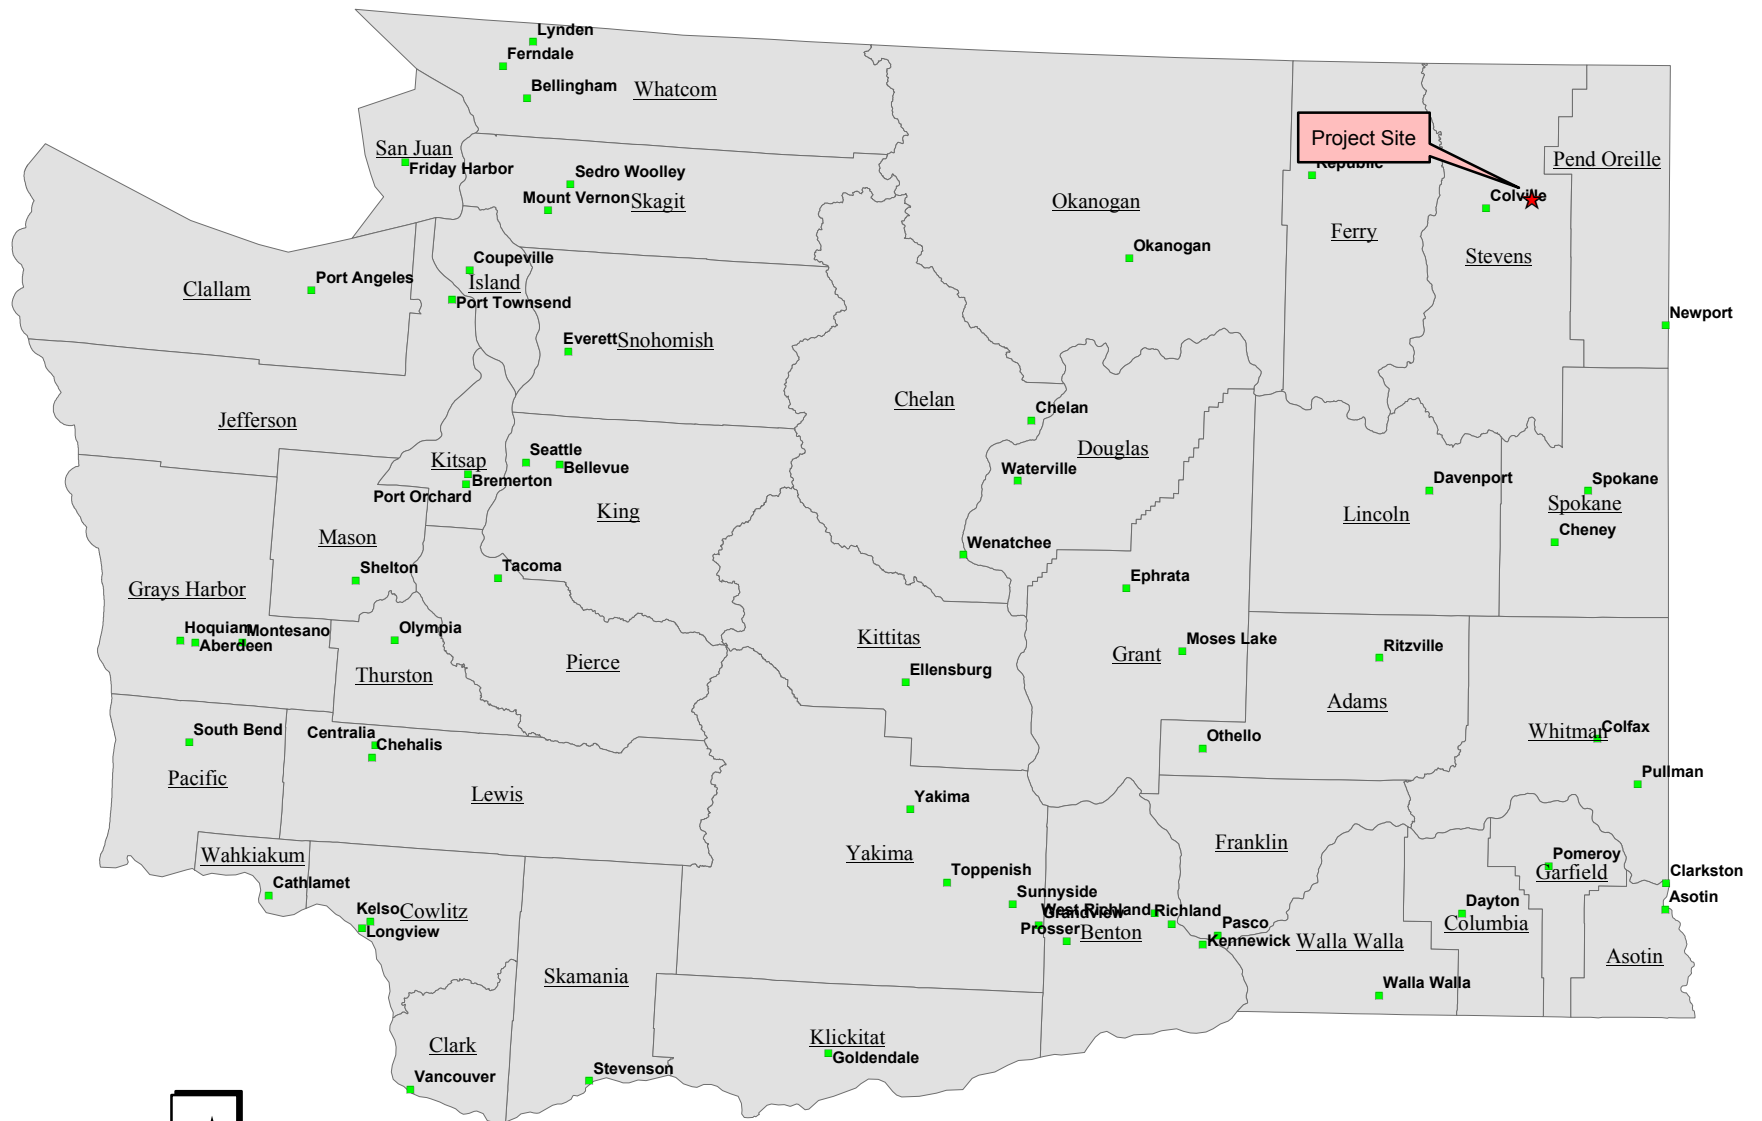 Lynden
Ferndale
Bellingham
Whatcom
San Juan
Friday Harbor
Sedro Woolley
Mount Vernon
Skagit
Project Site
Republic
Pend Oreille
Colville
Okanogan
Okanogan
Ferry
Stevens
Coupeville
Island
Port Townsend
Port Angeles
Clallam
Newport
Everett
Snohomish
Chelan
Chelan
Jefferson
Douglas
Seattle
Bellevue
Kitsap
Bremerton
Port Orchard
King
Waterville
Davenport
Lincoln
Spokane
Spokane
Cheney
Mason
Shelton
Tacoma
Wenatchee
Ephrata
Grays Harbor
Hoquiam
Montesano
Aberdeen
Olympia
Thurston
Pierce
Kittitas
Ellensburg
Moses Lake
Grant
Ritzville
Adams
South Bend
Centralia
Chehalis
Othello
Whitman
Colfax
Pacific
Lewis
Pullman
Yakima
Yakima
Franklin
Wahkiakum
Cathlamet
Toppenish
Pomeroy
Garfield
Clarkston
Asotin
Sunnyside
Grandview
West Richland
Richland
Prosser
Benton
Pasco
Kennewick
Dayton
Columbia
Kelso
Cowlitz
Longview
Walla Walla
Walla Walla
Asotin
Skamania
Clark
Vancouver
Stevenson
Klickitat
Goldendale